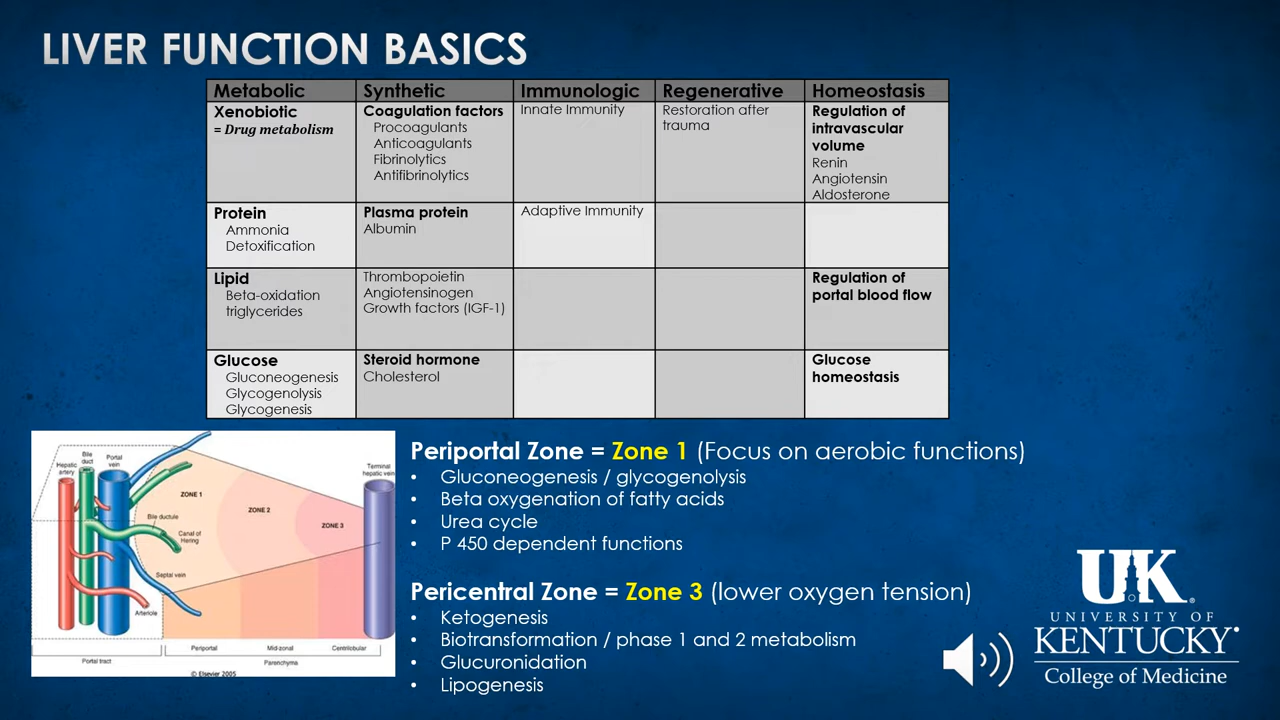 LIVER FUNCTION BASICS
Metabolic Synthetic Immunologic Regenerative Homeostasis
Xenobiotic
= Drug metabolism
Coagulation factors
Procoagulants
Anticoagulants
Fibrinolytics
Antifibrinolytics
Innate Immunity
Restoration after
trauma
Regulation of
intravascular
volume
Renin
Angiotensin
Aldosterone
Protein
Ammonia
Detoxification
Plasma protein
Albumin
Adaptive Immunity
Lipid
Beta-oxidation
triglycerides
Thrombopoietin
Angiotensinogen
Growth factors (IGF-1)
Regulation of
portal blood flow
Glucose
Gluconeogenesis
Glycogenolysis
Glycogenesis
Steroid hormone
Cholesterol
Glucose
homeostasis
Hepatic
artery
Bile
duct
Portal
vein
Terminal
hepatic vein
ZONE 1
ZONE 2
ZONE 3
Bile ductule
Canal of
Hering
Septal vein
Arteriole
Periportal Mid-zonal Centrilobular
Portal tract
Parenchyma
© Elsevier 2005
Periportal Zone = Zone 1 (Focus on aerobic functions)
• Gluconeogenesis / glycogenolysis
• Beta oxygenation of fatty acids
• Urea cycle
• P 450 dependent functions
Pericentral Zone = Zone 3 (lower oxygen tension)
• Ketogenesis
• Biotransformation / phase 1 and 2 metabolism
• Glucuronidation
• Lipogenesis
UK®
UNIVERSITY OF
KENTUCKY
College of Medicine